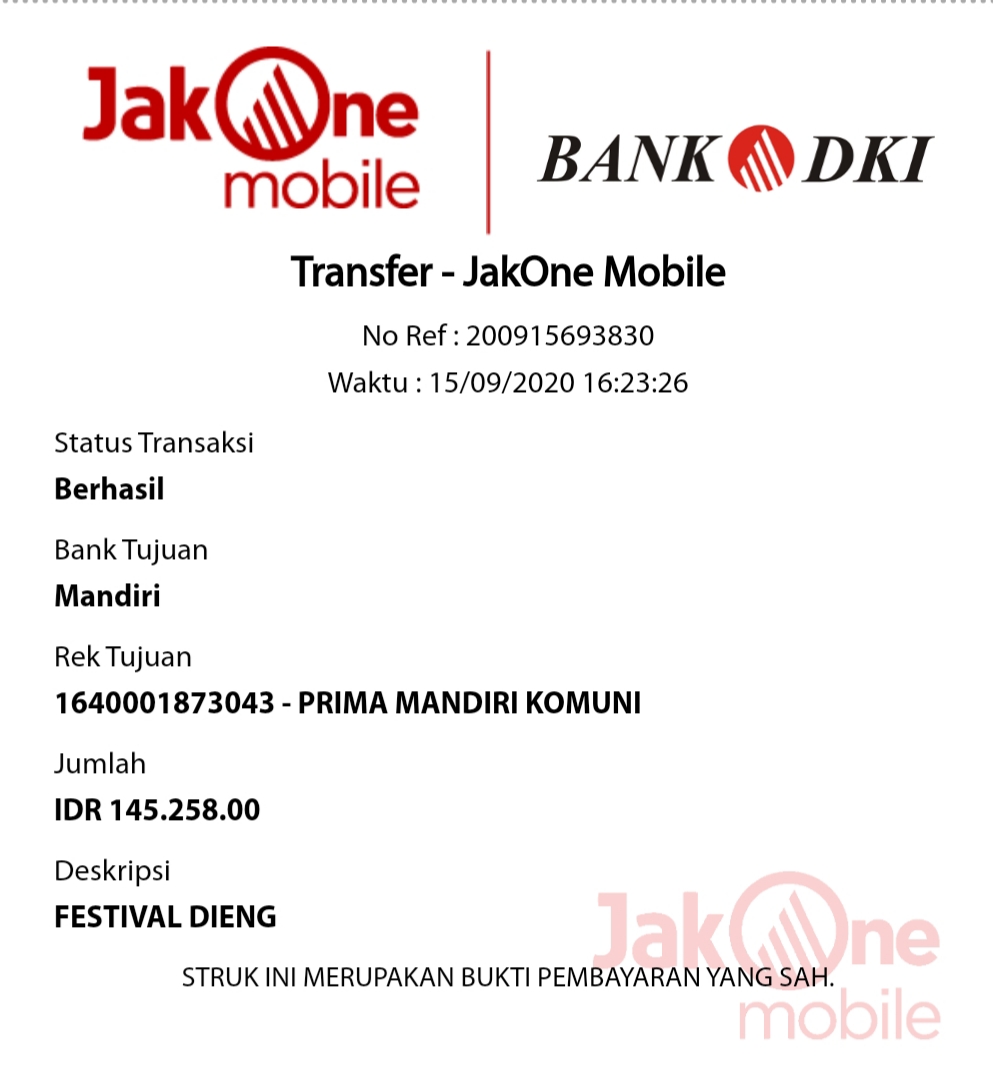 JakOne
mobile
BANK DKI
Transfer - JakOne Mobile
No Ref : 200915693830
Waktu : 15/09/2020 16:23:26
Status Transaksi
Berhasil
Bank Tujuan
Mandiri
Rek Tujuan
1640001873043 - PRIMA MANDIRI KOMUNI
Jumlah
IDR 145.258.00
Deskripsi
FESTIVAL DIENG
STRUK INI MERUPAKAN BUKTI PEMBAYARAN YANG SAH.
JakOne
mobile